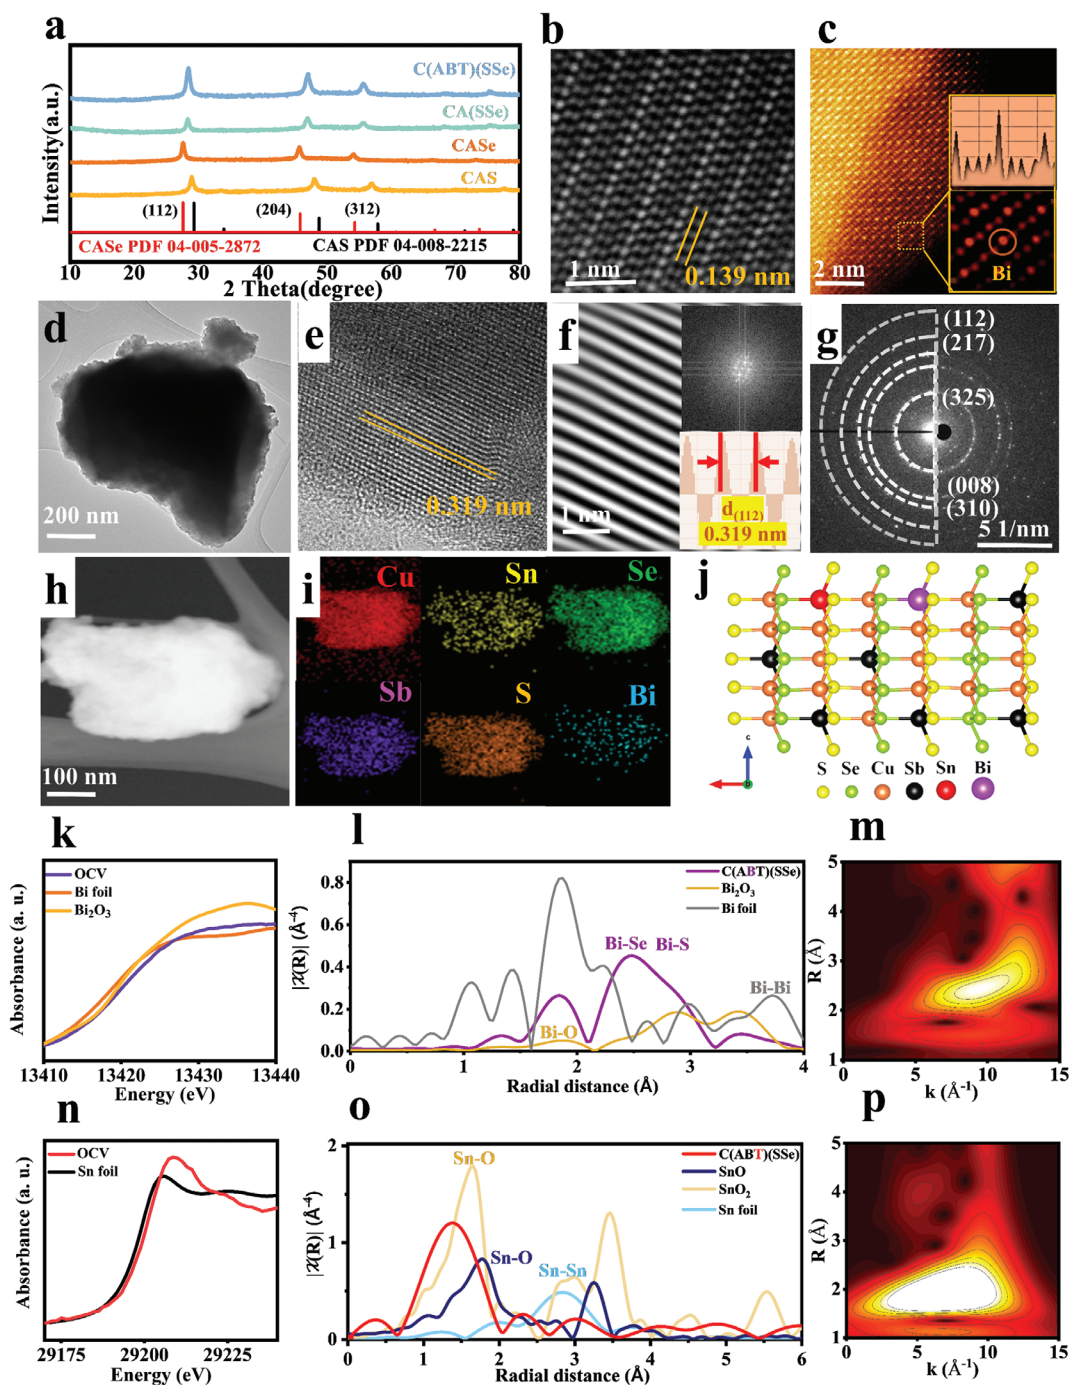 a
C(ABT)(SSe)
CA(SSe)
CASe
CAS
(112)
(204)
(312)
CASe PDF 04-005-2872
CAS PDF 04-008-2215
Intensity(a.u.)
10 20 30 40 50 60 70 80
2 Theta(degree)
b
0.139 nm
1 nm
c
Bi
2 nm
d
200 nm
e
0.319 nm
f
1 nm
d(112)
0.319 nm
g
(112)
(217)
(325)
(008)
(310)
5 1/nm
h
100 nm
i
Cu Sn Se
Sb S Bi
j
c
b
S Se Cu Sb Sn Bi
k
OCV
Bi foil
Bi₂O₃
Absorbance (a. u.)
13410 13420 13430 13440
Energy (eV)
l
C(ABT)(SSe)
Bi₂O₃
Bi foil
Bi-Se Bi-S
Bi-Bi
Bi-O
|𝒳(R)| (Å⁻⁴)
0.8
0.6
0.4
0.2
0.0
0 1 2 3 4
Radial distance (Å)
m
R (Å)
5
4
3
2
1
0 5 10 15
k (Å⁻¹)
n
OCV
Sn foil
Absorbance (a. u.)
29175 29200 29225
Energy (eV)
o
C(ABT)(SSe)
SnO
SnO₂
Sn foil
Sn-O
Sn-O
Sn-Sn
|𝒳(R)| (Å⁻⁴)
2
1
0
0 1 2 3 4 5 6
Radial distance (Å)
p
R (Å)
5
4
3
2
1
0 5 10 15
k (Å⁻¹)